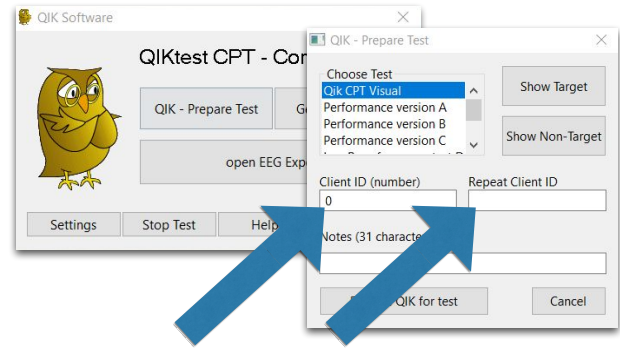 QIK Software
QIKtest CPT - Co
QIK - Prepare Test
G
open EEG Exp
Settings
Stop Test
Help
QIK - Prepare Test
Choose Test
Qik CPT Visual
Performance version A
Performance version B
Performance version C
Show Target
Show Non-Target
Client ID (number)
Repeat Client ID
0
Notes (31 characte
QIK for test
Cancel